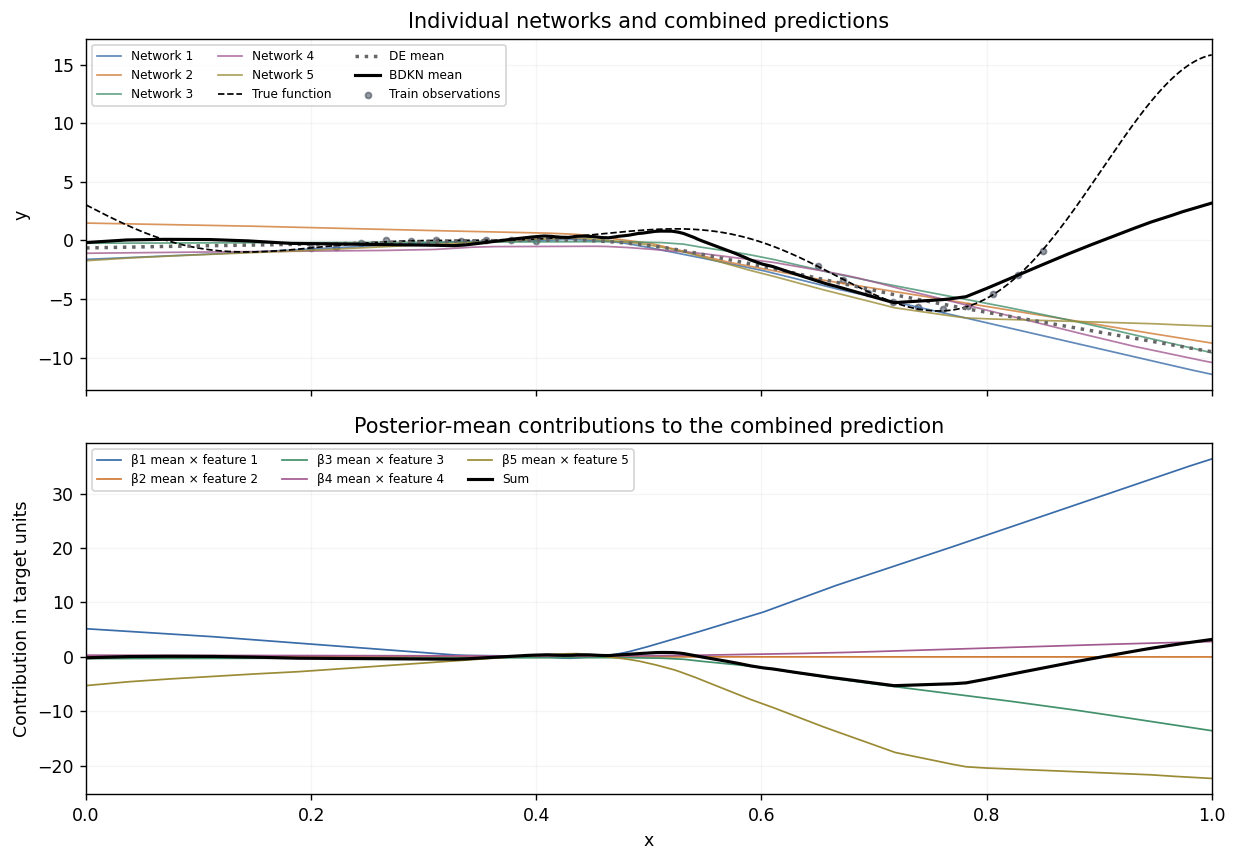 Individual networks and combined predictions
Network 1 Network 4 DE mean
Network 2 Network 5 BDKN mean
Network 3 True function Train observations
15
10
5
0
−5
−10
y
Posterior-mean contributions to the combined prediction
β1 mean × feature 1 β3 mean × feature 3 β5 mean × feature 5
β2 mean × feature 2 β4 mean × feature 4 Sum
30
20
10
0
−10
−20
Contribution in target units
0.0 0.2 0.4 0.6 0.8 1.0
x